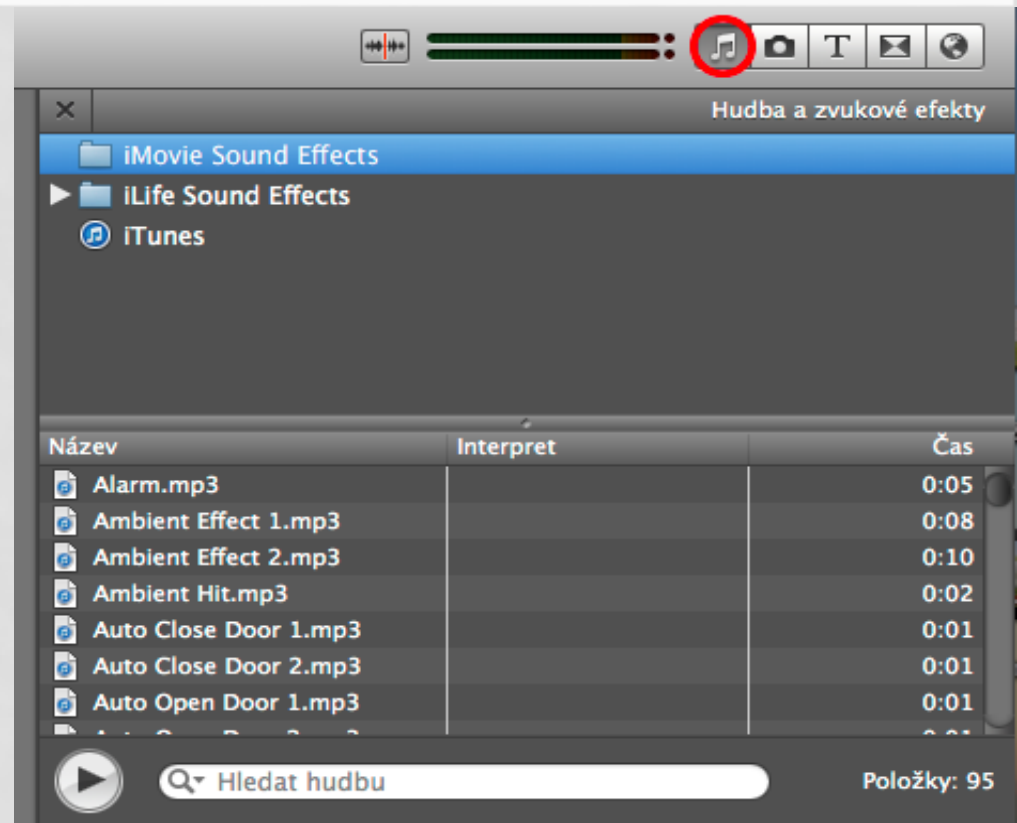 T
Hudba a zvukové efekty
iMovie Sound Effects
iLife Sound Effects
iTunes
Název Interpret Čas
Alarm.mp3 0:05
Ambient Effect 1.mp3 0:08
Ambient Effect 2.mp3 0:10
Ambient Hit.mp3 0:02
Auto Close Door 1.mp3 0:01
Auto Close Door 2.mp3 0:01
Auto Open Door 1.mp3 0:01
Hledat hudbu Položky: 95